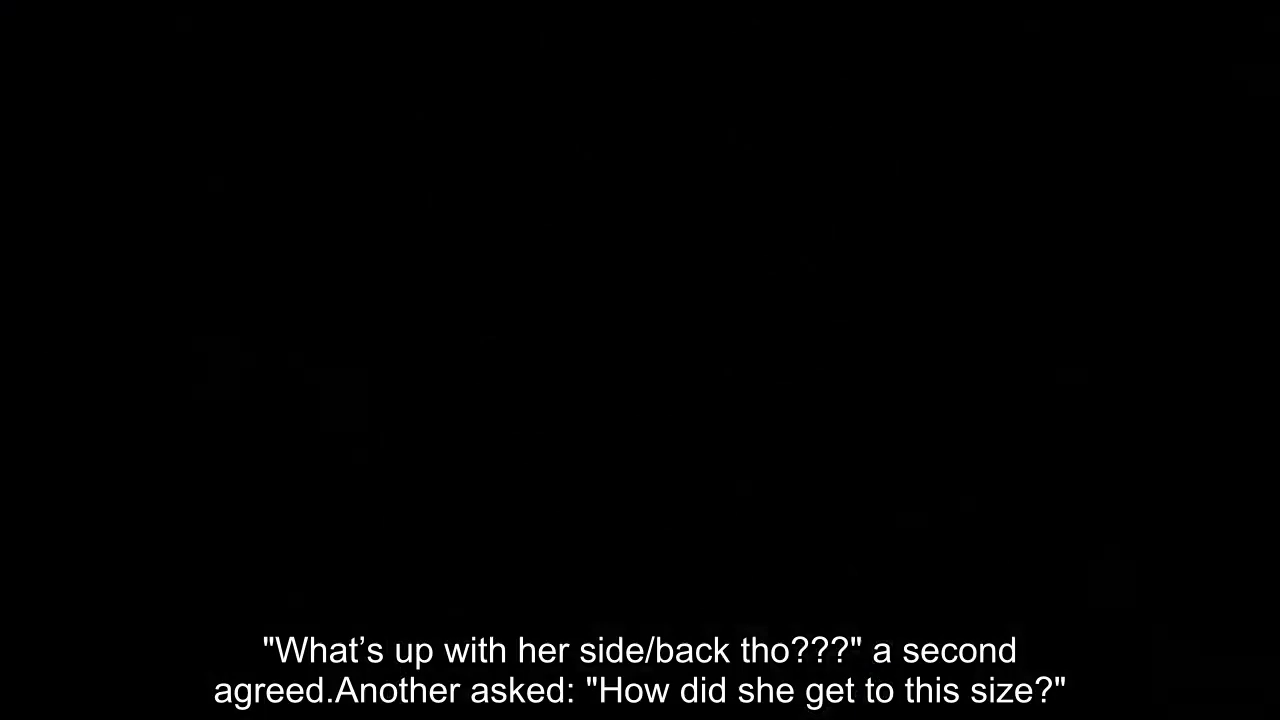 "What’s up with her side/back tho???" a second
agreed.Another asked: "How did she get to this size?"